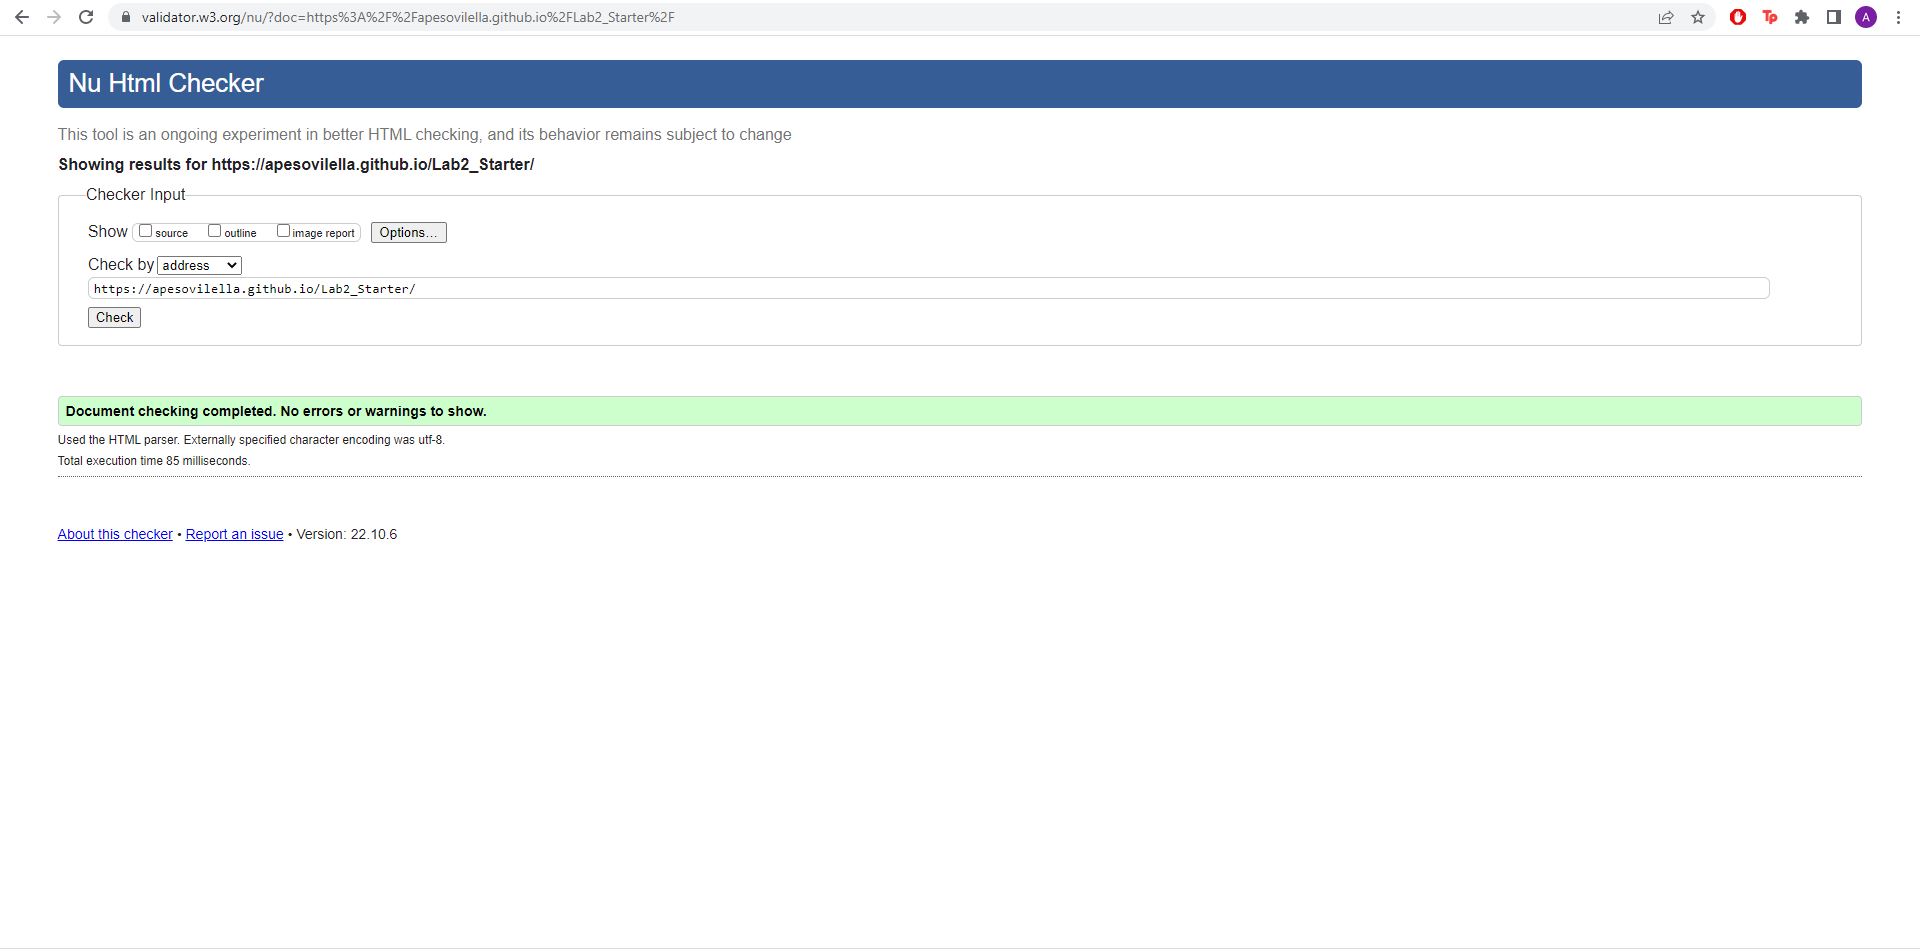 validator.w3.org/nu/?doc=https%3A%2F%2Fapesovilella.github.io%2FLab2_Starter%2F
Tp
A
Nu Html Checker
This tool is an ongoing experiment in better HTML checking, and its behavior remains subject to change
Showing results for https://apesovilella.github.io/Lab2_Starter/
Checker Input
Show source outline image report Options...
Check by address
https://apesovilella.github.io/Lab2_Starter/
Check
Document checking completed. No errors or warnings to show.
Used the HTML parser. Externally specified character encoding was utf-8.
Total execution time 85 milliseconds.
About this checker • Report an issue • Version: 22.10.6